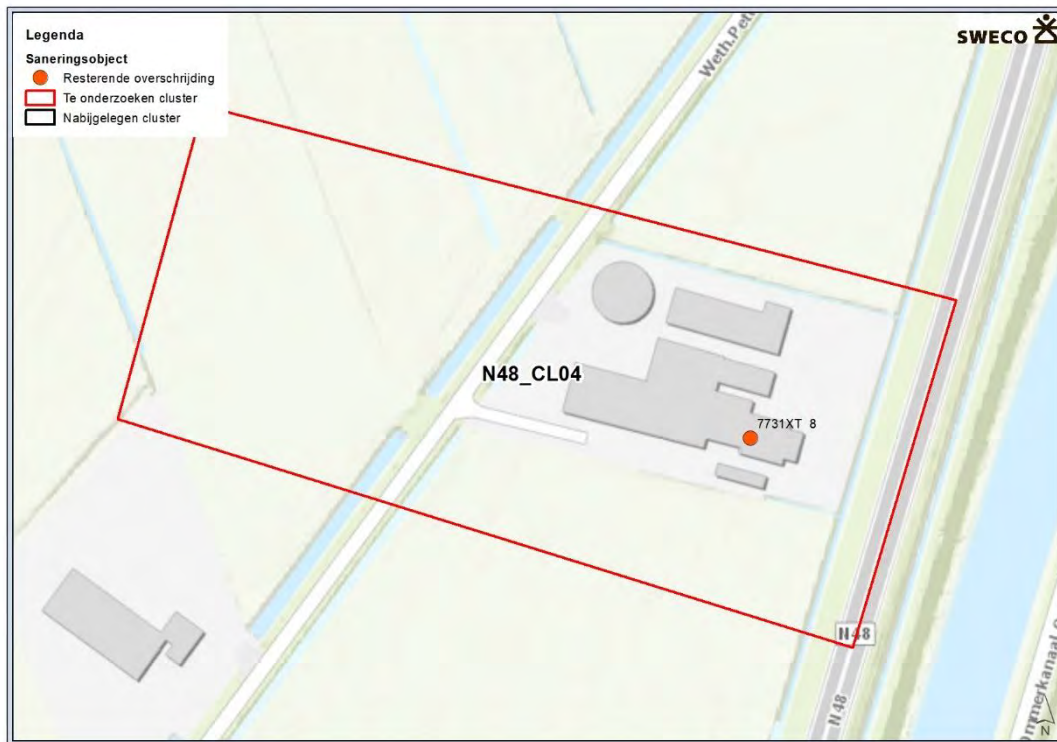 Legenda
Saneringsobject
Resterende overschrijding
Te onderzoeken cluster
Nabijgelegen cluster
SWECO
N48_CL04
7731XT 8
N48
N48
N